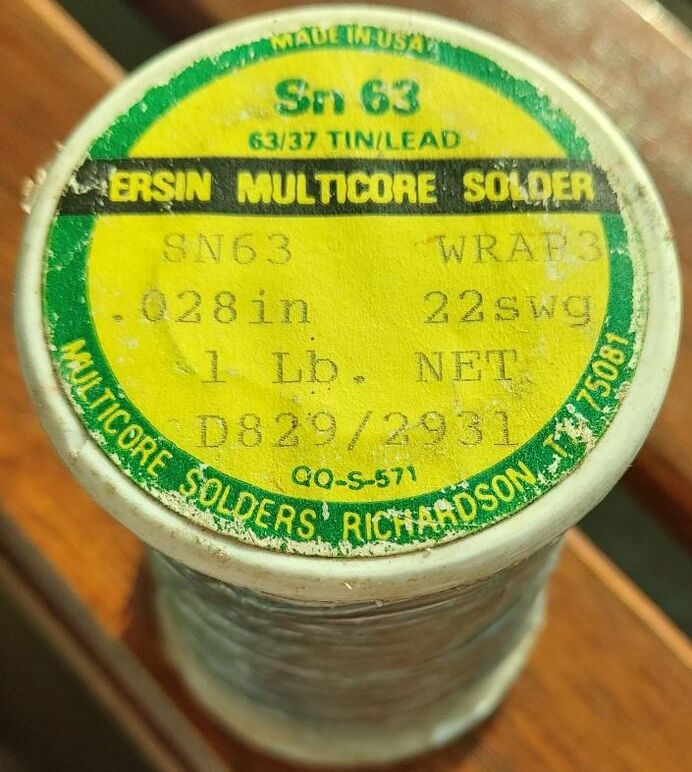 MADE IN USA
Sn 63
63/37 TIN/LEAD
ERSIN MULTICORE SOLDER
SN63 WRAP3
.028in 22swg
1 Lb. NET
D829/2931
QQ-S-571
MULTICORE SOLDERS RICHARDSON, 75081